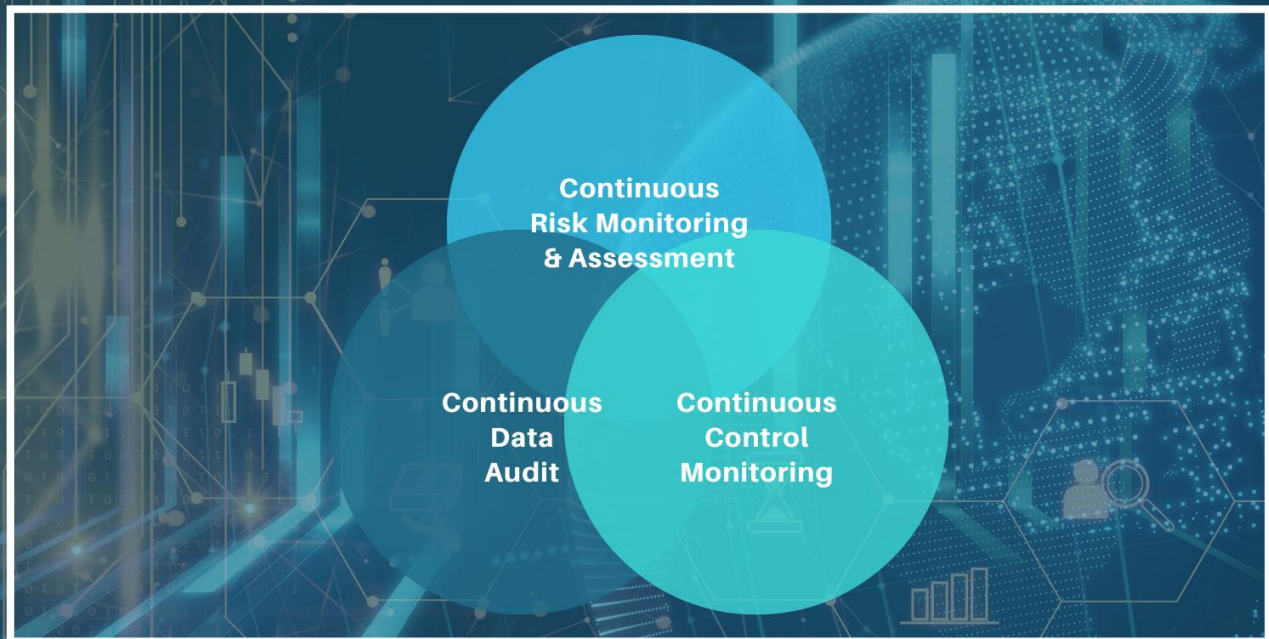 Continuous
Risk Monitoring
& Assessment
Continuous
Data
Audit
Continuous
Control
Monitoring